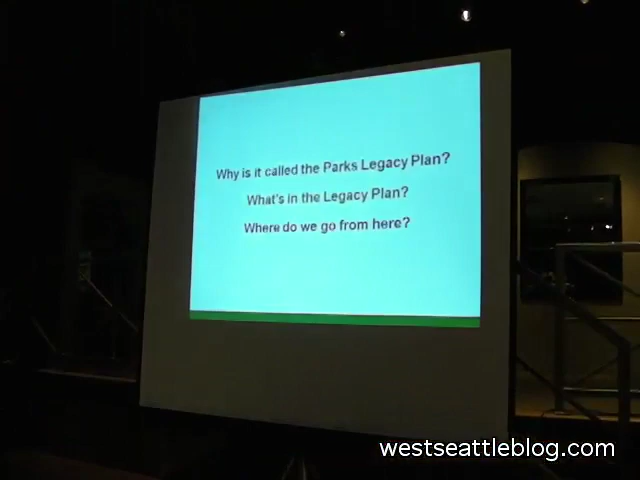 Why is it called the Parks Legacy Plan?
What's in the Legacy Plan?
Where do we go from here?
westseattleblog.com